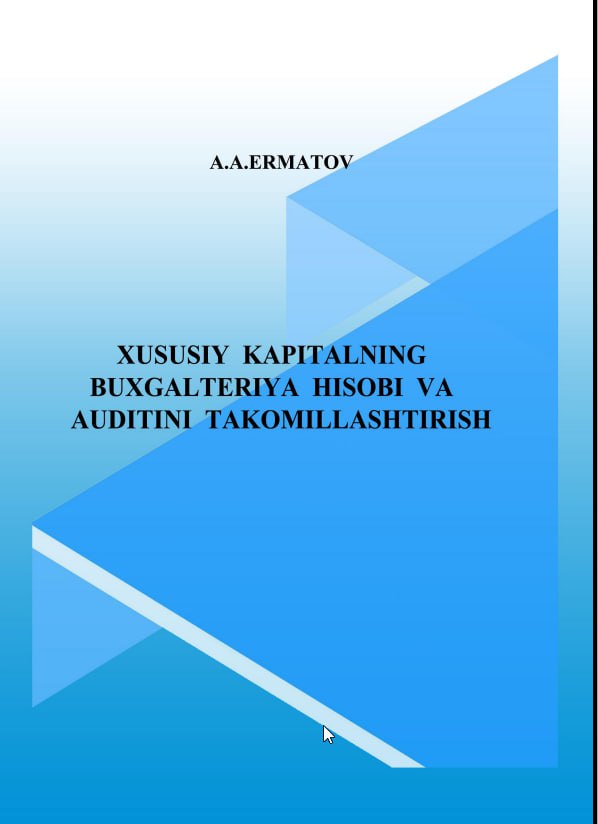 A.A.ERMATOV
XUSUSIY KAPITALNING
BUXGALTERIYA HISOBI VA
AUDITINI TAKOMILLASHTIRISH